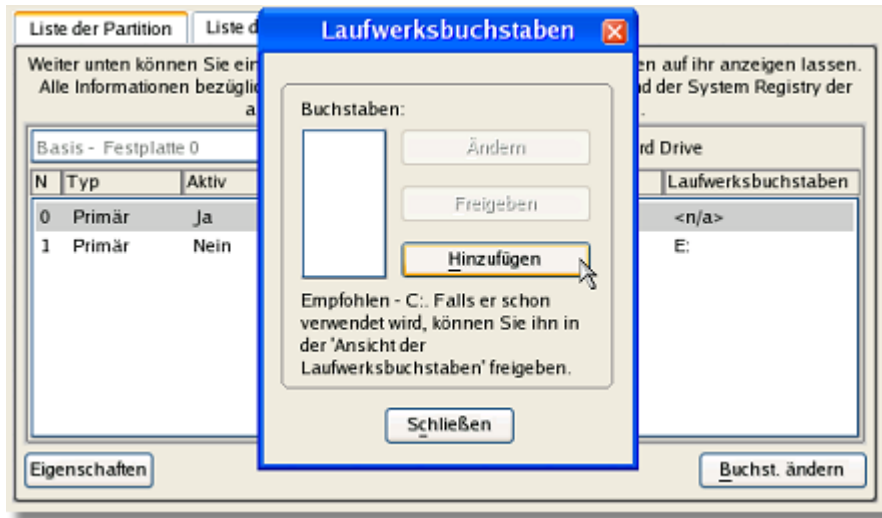 Liste der Partition
Liste d
Laufwerksbuchstaben
Weiter unten können Sie ein
en auf ihr anzeigen lassen.
Alle Informationen bezüglic
nd der System Registry der
a
.
Buchstaben:
Basis - Festplatte 0
Ändern
rd Drive
N Typ Aktiv
Laufwerksbuchstaben
0 Primär Ja
Freigeben
<n/a>
1 Primär Nein
Hinzufügen
E:
Empfohlen - C:. Falls er schon
verwendet wird, können Sie ihn in
der 'Ansicht der
Laufwerksbuchstaben' freigeben.
Schließen
Eigenschaften
Buchst. ändern